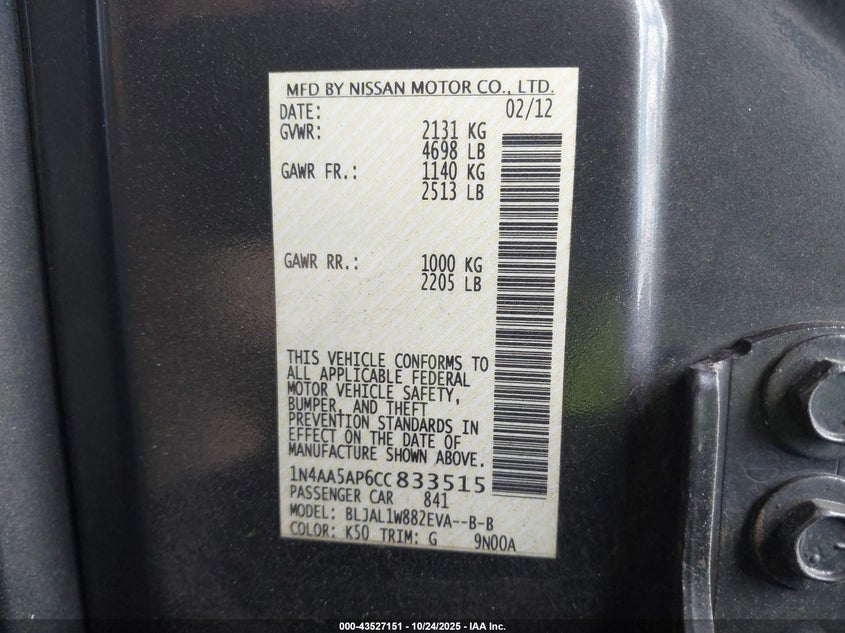 MFD BY NISSAN MOTOR CO., LTD.
DATE: 02/12
GVWR: 2131 KG
4698 LB
GAWR FR.: 1140 KG
2513 LB
GAWR RR.: 1000 KG
2205 LB
THIS VEHICLE CONFORMS TO
ALL APPLICABLE FEDERAL
MOTOR VEHICLE SAFETY,
BUMPER, AND THEFT
PREVENTION STANDARDS IN
EFFECT ON THE DATE OF
MANUFACTURE SHOWN ABOVE.
1N4AA5AP6CC833515
PASSENGER CAR 841
MODEL: BLJAL1W882EVA--B-B
COLOR: K50 TRIM: G 9N00A
000-43527151 | 10/24/2025 - IAA Inc.